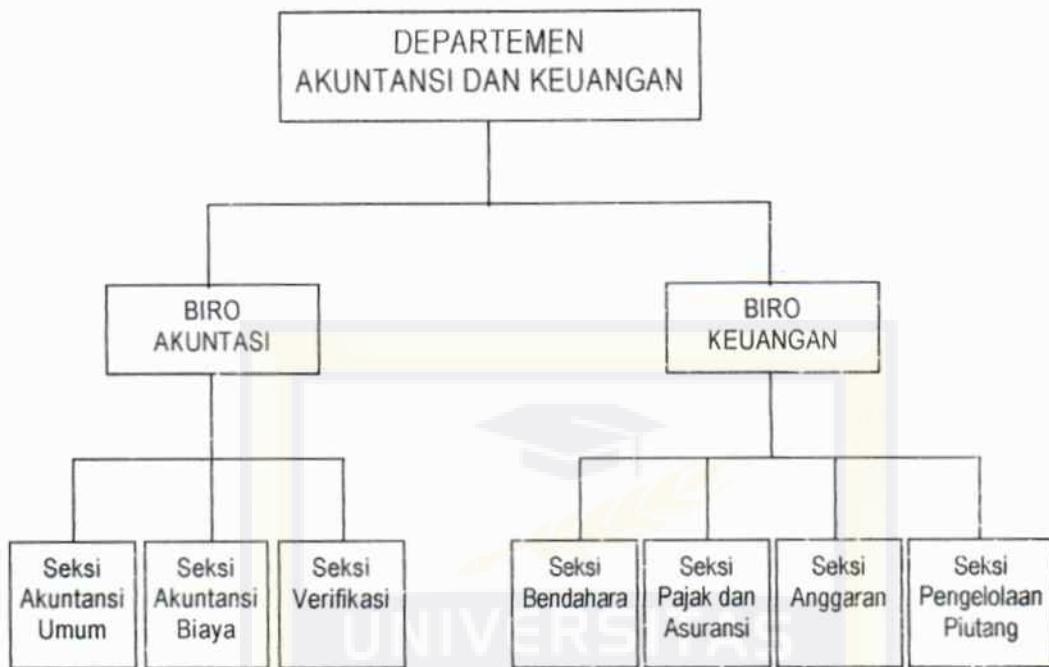 DEPARTEMEN
AKUNTANSI DAN KEUANGAN
BIRO
AKUNTASI
BIRO
KEUANGAN
Seksi
Akuntansi
Umum
Seksi
Akuntansi
Biaya
Seksi
Verifikasi
Seksi
Bendahara
Seksi
Pajak dan
Asuransi
Seksi
Anggaran
Seksi
Pengelolaan
Piutang
UNIVERSITAS